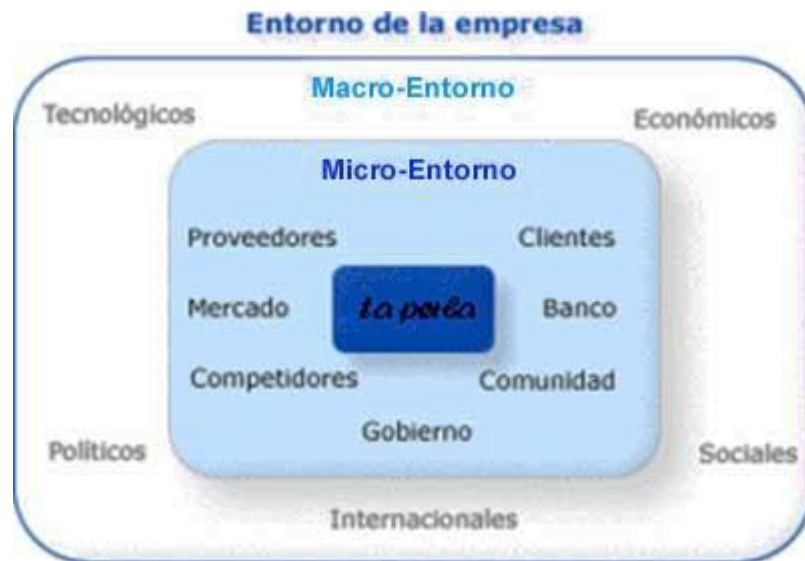 Entorno de la empresa
Macro-Entorno
Tecnológicos
Económicos
Micro-Entorno
Proveedores
Clientes
Mercado
la perla
Banco
Competidores
Comunidad
Gobierno
Políticos
Sociales
Internacionales